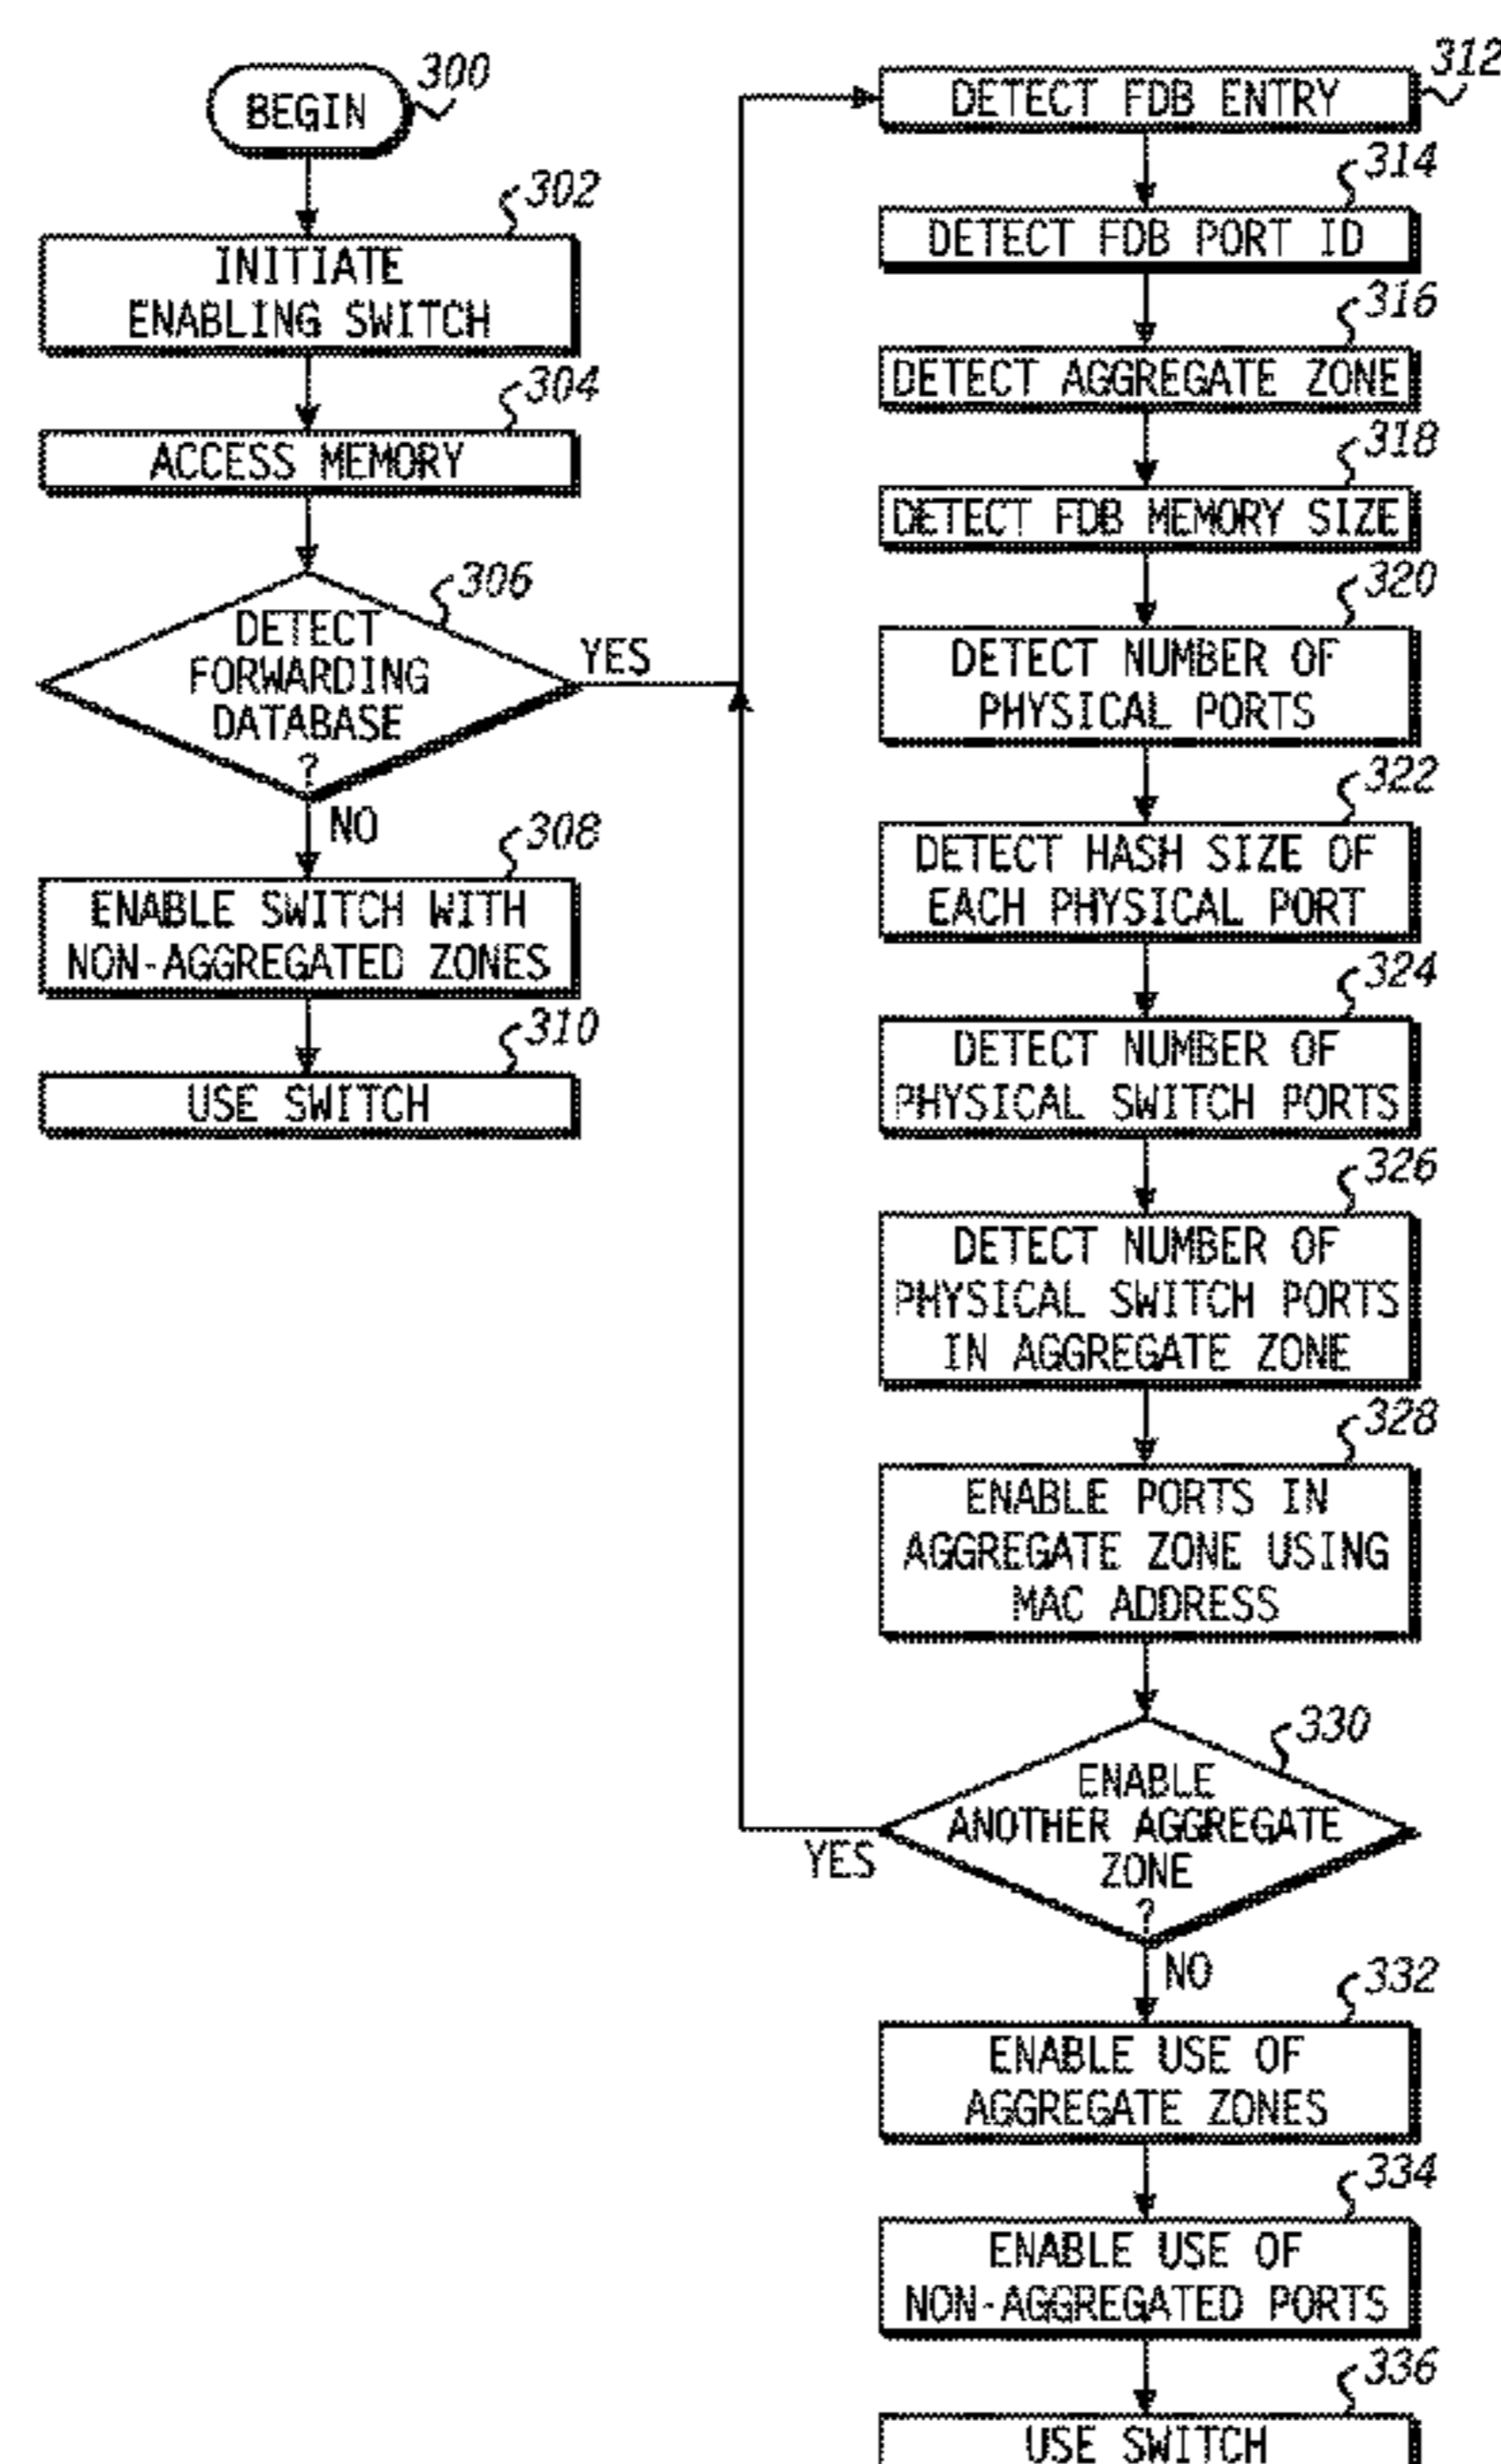 300
BEGIN
302
INITIATE
ENABLING SWITCH
304
ACCESS MEMORY
306
DETECT
FORWARDING
DATABASE
?
YES
NO
308
ENABLE SWITCH WITH
NON-AGGREGATED ZONES
310
USE SWITCH
312
DETECT FDB ENTRY
314
DETECT FDB PORT ID
316
DETECT AGGREGATE ZONE
318
DETECT FDB MEMORY SIZE
320
DETECT NUMBER OF
PHYSICAL PORTS
322
DETECT HASH SIZE OF
EACH PHYSICAL PORT
324
DETECT NUMBER OF
PHYSICAL SWITCH PORTS
326
DETECT NUMBER OF
PHYSICAL SWITCH PORTS
IN AGGREGATE ZONE
328
ENABLE PORTS IN
AGGREGATE ZONE USING
MAC ADDRESS
330
ENABLE
ANOTHER AGGREGATE
ZONE
?
YES
NO
332
ENABLE USE OF
AGGREGATE ZONES
334
ENABLE USE OF
NON-AGGREGATED PORTS
336
USE SWITCH